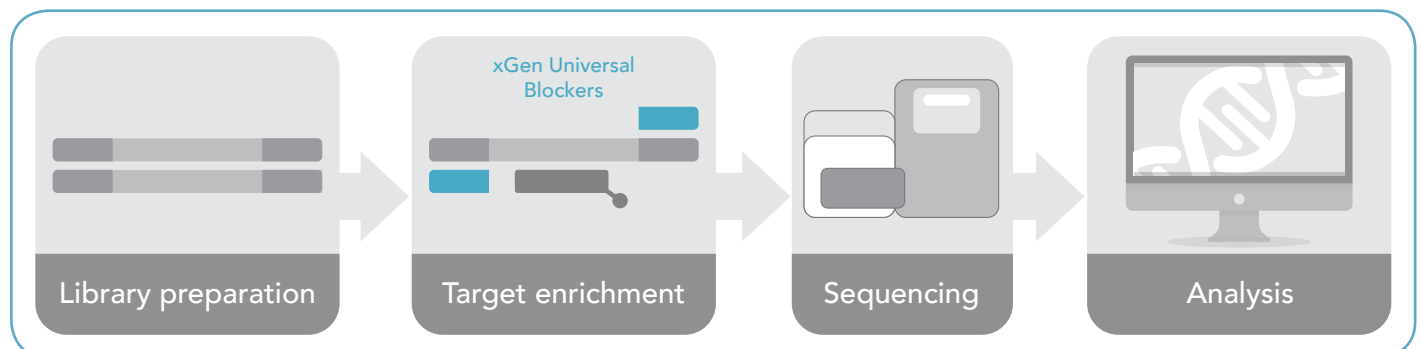 xGen Universal
Blockers
Library preparation
Target enrichment
Sequencing
Analysis